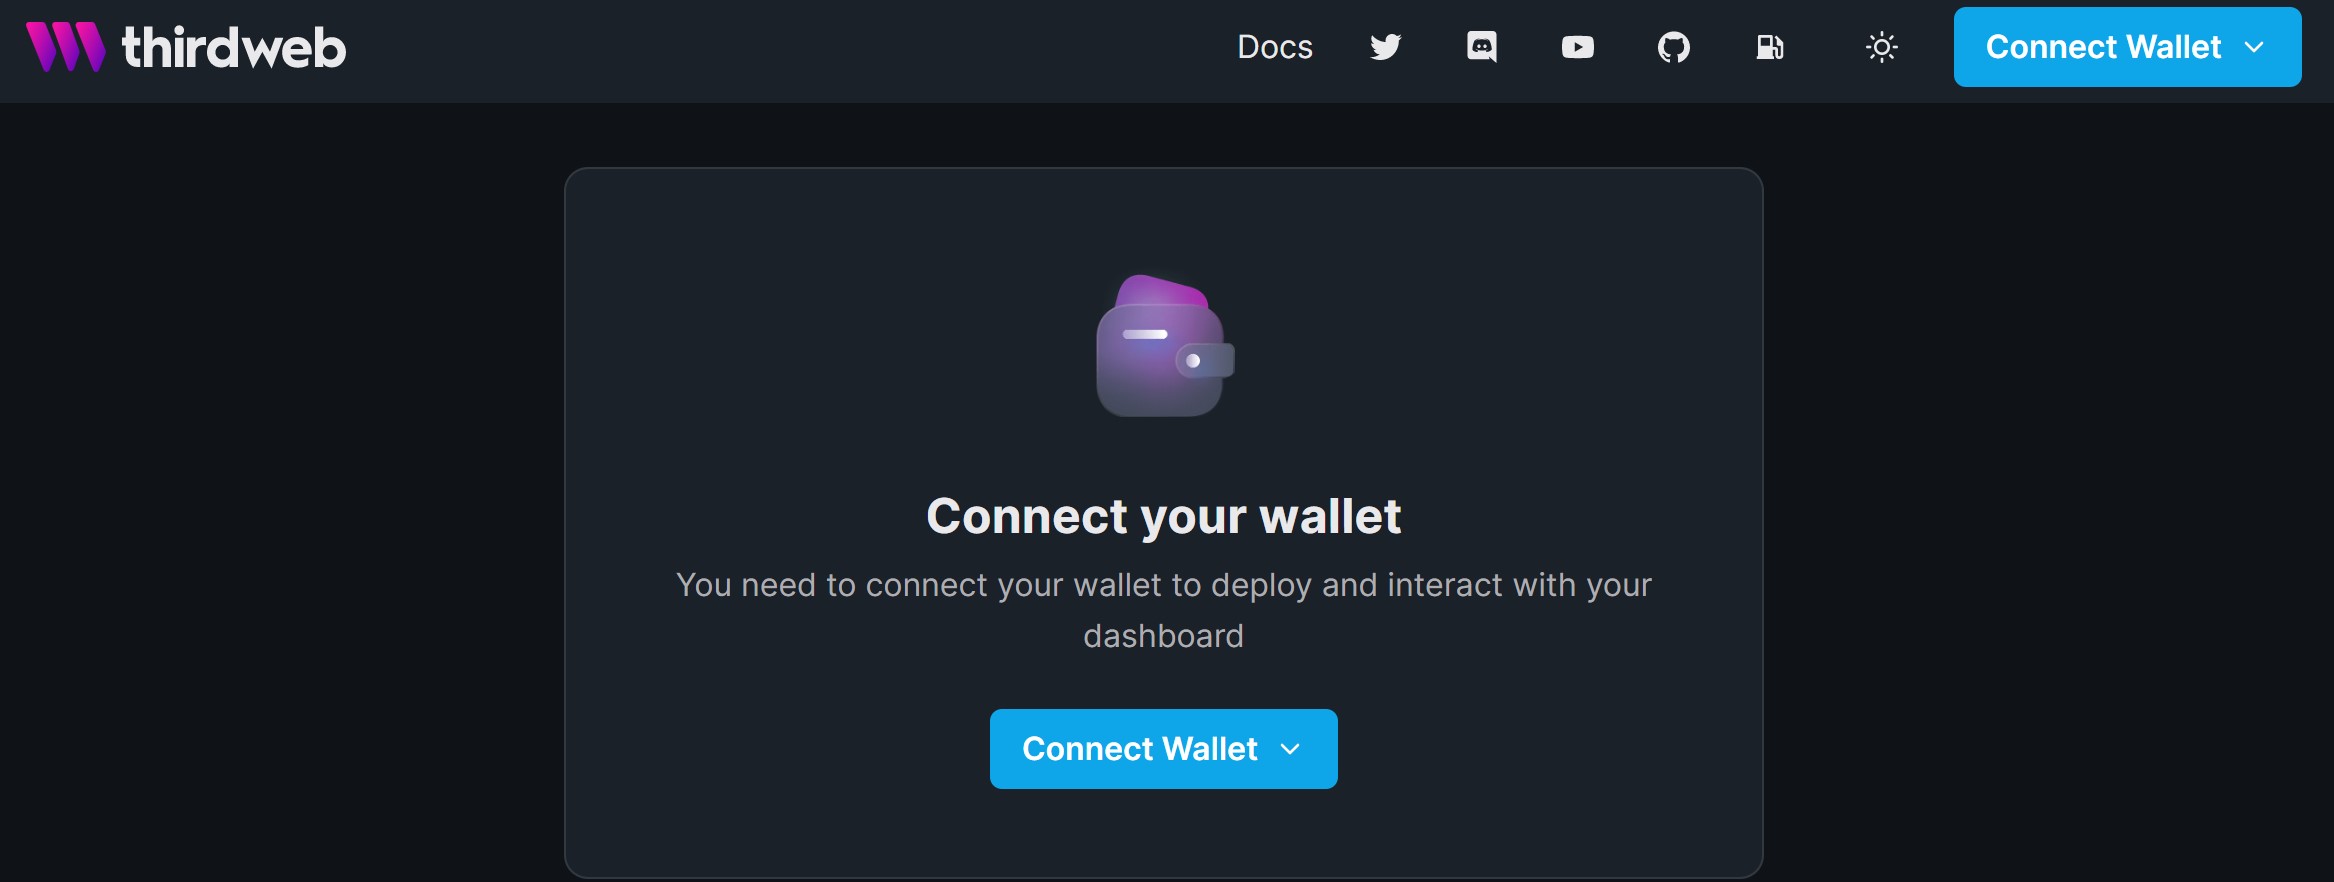 thirdweb
Docs
Connect Wallet
Connect your wallet
You need to connect your wallet to deploy and interact with your
dashboard
Connect Wallet